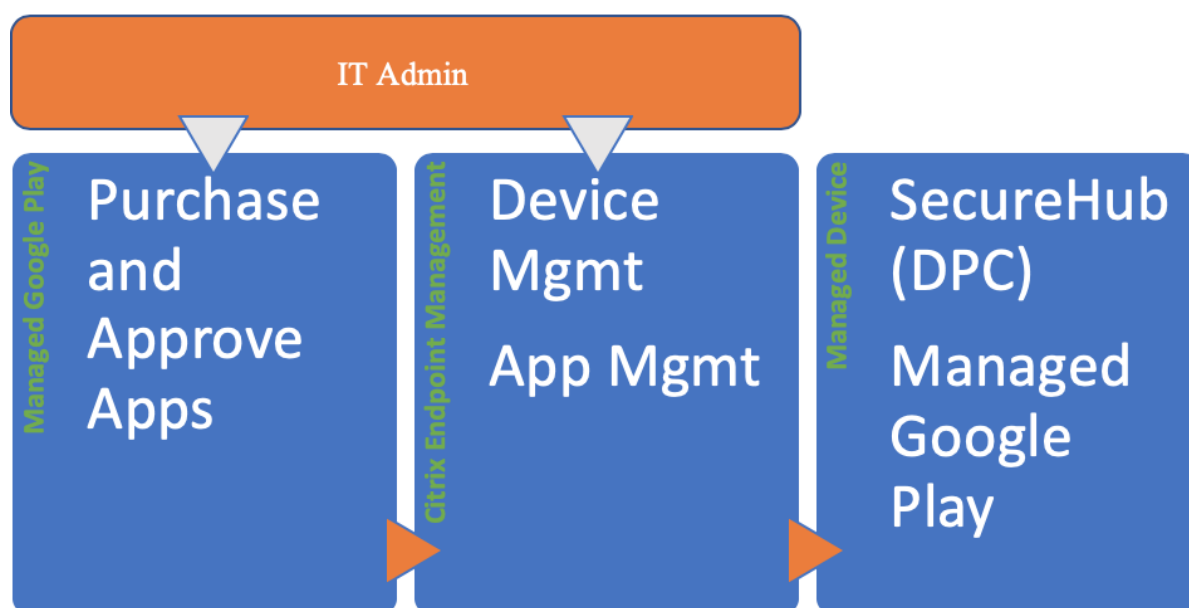 IT Admin
Managed Google Play
Purchase
and
Approve
Apps
Citrix Endpoint Management
Device
Mgmt
App Mgmt
Managed Device
SecureHub
(DPC)
Managed
Google
Play